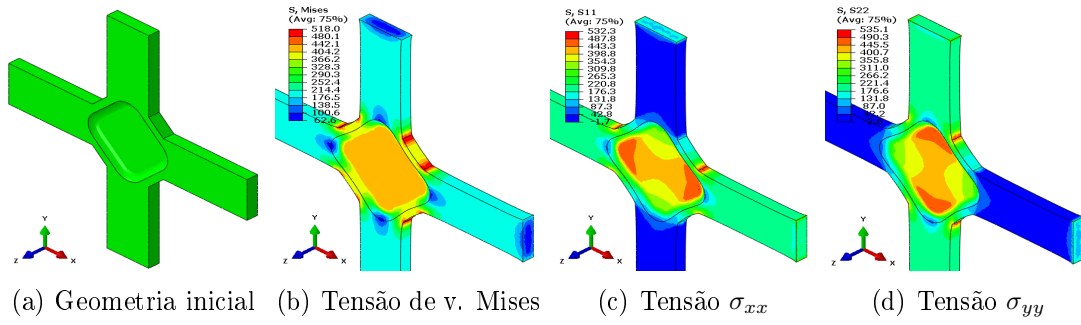 S, Mises
(Avg: 75%)
518.0
480.1
442.1
404.2
366.2
328.3
290.3
252.4
214.4
176.5
138.5
100.6
62.6
S, S11
(Avg: 75%)
532.3
487.8
443.3
398.8
354.3
309.8
265.3
220.8
176.3
131.8
87.3
42.8
-1.7
S, S22
(Avg: 75%)
535.1
490.3
445.5
400.7
355.8
311.0
266.2
221.4
176.6
131.8
87.0
42.2
Y
Z
X
Y
Z
X
Y
Z
X
Y
Z
X
(a) Geometria inicial
(b) Tensão de v. Mises
(c) Tensão σxx
(d) Tensão σyy